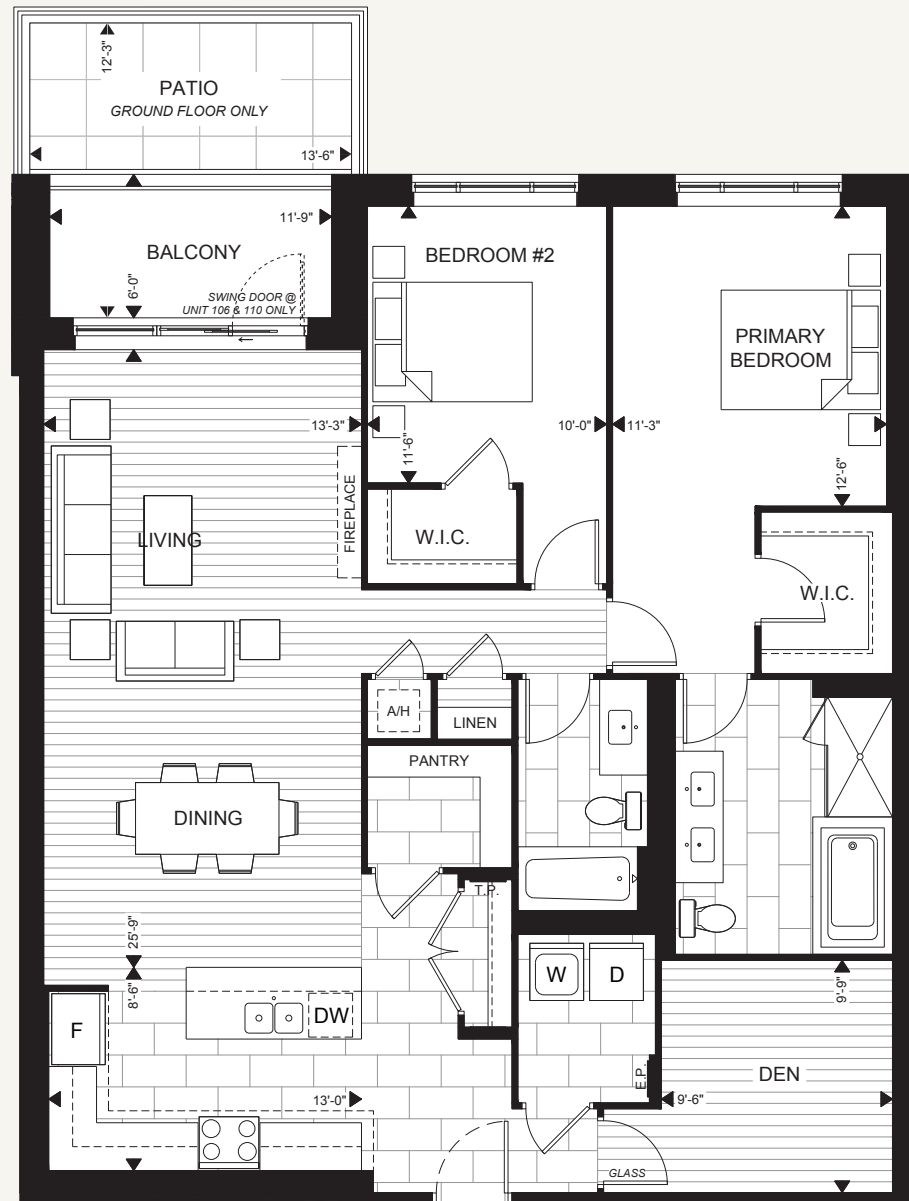 12'-3"
PATIO
GROUND FLOOR ONLY
13'-6"
11'-9"
BALCONY
6'-0"
SWING DOOR @
UNIT 106 & 110 ONLY
BEDROOM #2
PRIMARY
BEDROOM
13'-3"
10'-0"
11'-3"
11'-6"
12'-6"
FIREPLACE
LIVING
W.I.C.
W.I.C.
A/H
LINEN
PANTRY
DINING
T.P.
25'-9"
8'-6"
W
D
9'-9"
F
DW
E.P.
DEN
13'-0"
9'-6"
GLASS